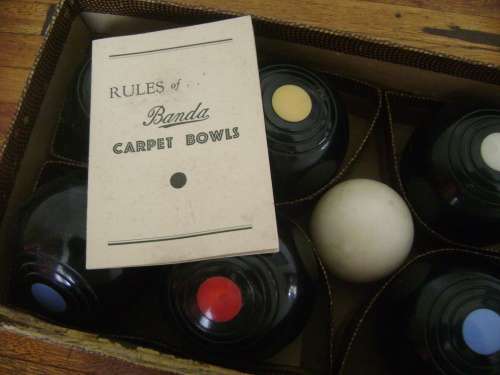 RULES of . .
Banda
CARPET BOWLS